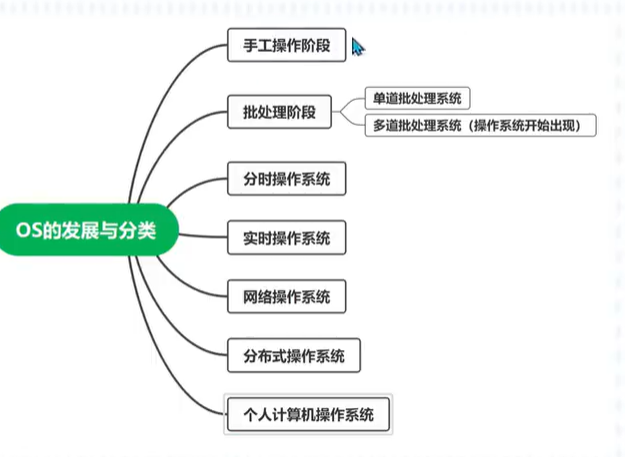 手工操作阶段
批处理阶段
单道批处理系统
多道批处理系统（操作系统开始出现）
分时操作系统
OS的发展与分类
实时操作系统
网络操作系统
分布式操作系统
个人计算机操作系统